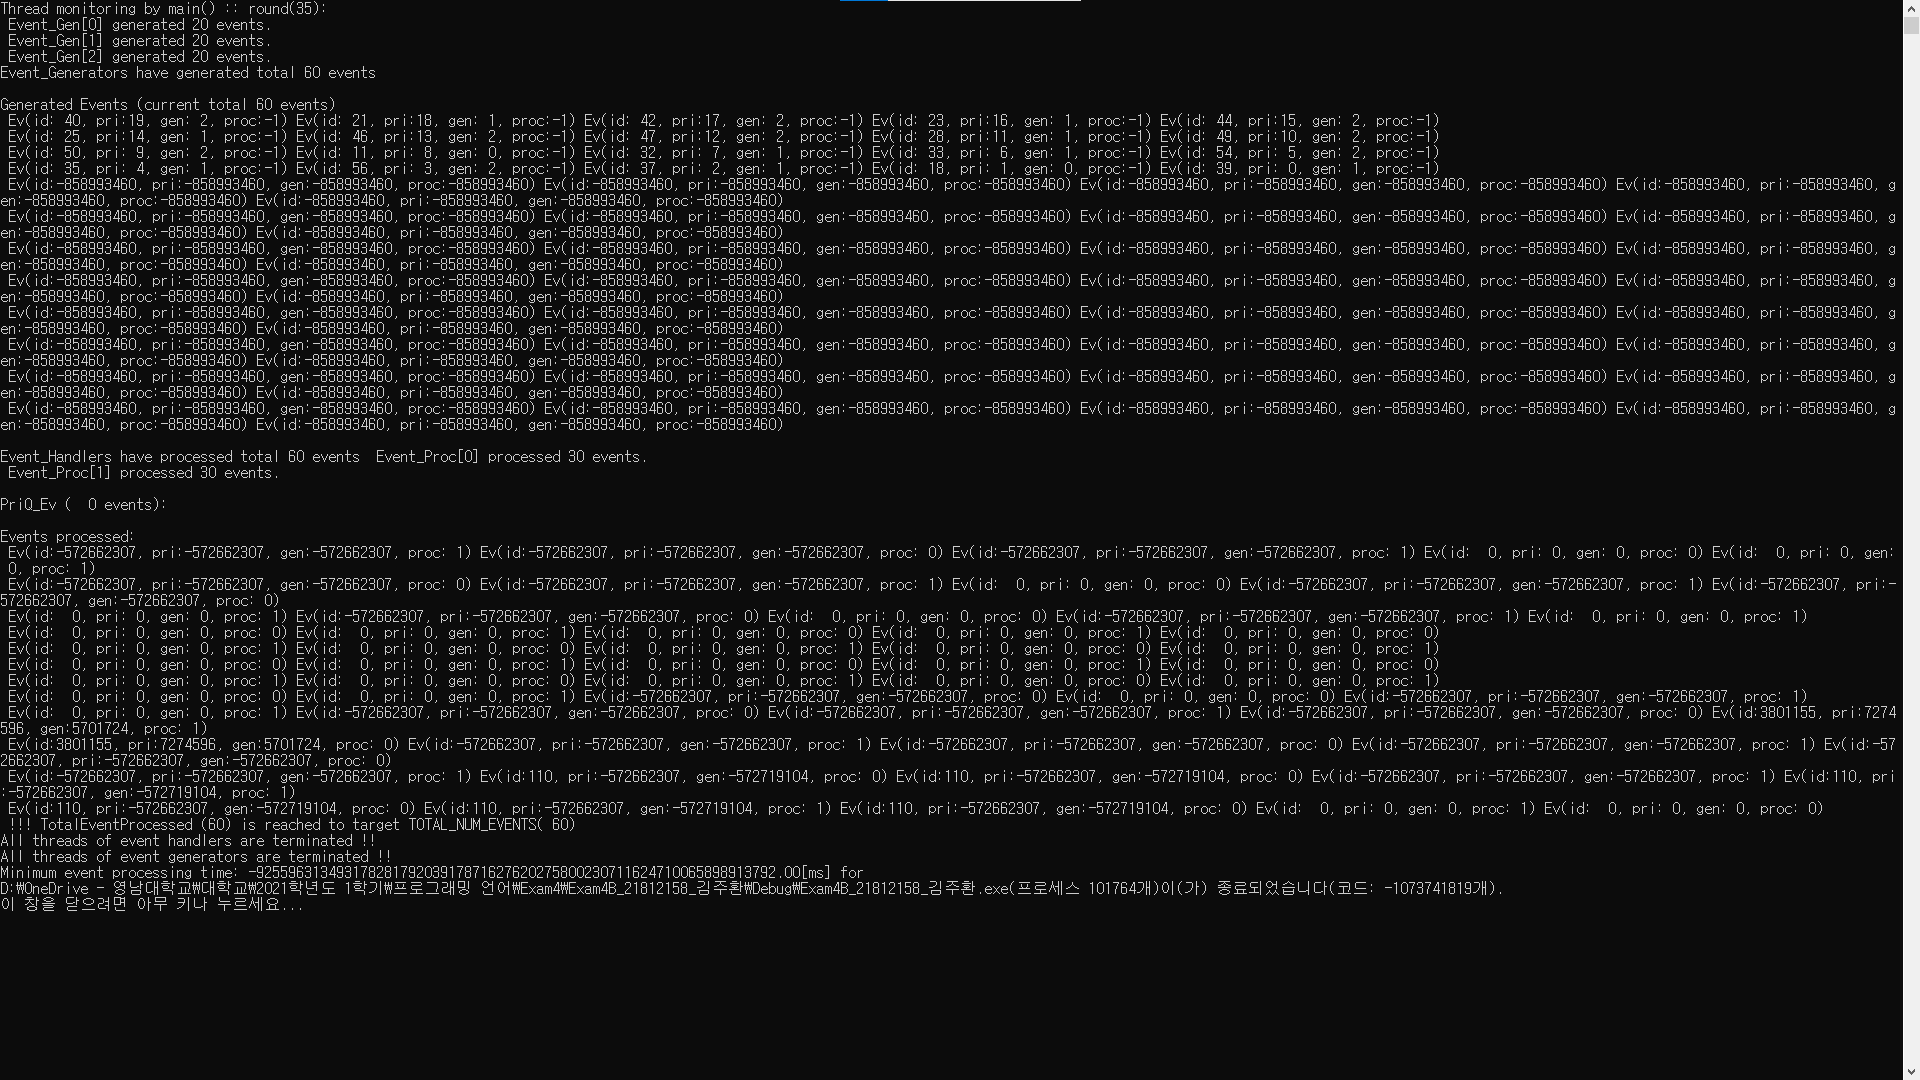 Thread monitoring by main() :: round(35):
 Event_Gen[0] generated 20 events.
 Event_Gen[1] generated 20 events.
 Event_Gen[2] generated 20 events.
Event_Generators have generated total 60 events
Generated Events (current total 60 events)
 Ev(id: 40, pri:19, gen: 2, proc:-1) Ev(id: 21, pri:18, gen: 1, proc:-1) Ev(id: 42, pri:17, gen: 2, proc:-1) Ev(id: 23, pri:16, gen: 1, proc:-1) Ev(id: 44, pri:15, gen: 2, proc:-1)
 Ev(id: 25, pri:14, gen: 1, proc:-1) Ev(id: 46, pri:13, gen: 2, proc:-1) Ev(id: 47, pri:12, gen: 2, proc:-1) Ev(id: 28, pri:11, gen: 1, proc:-1) Ev(id: 49, pri:10, gen: 2, proc:-1)
 Ev(id: 50, pri: 9, gen: 2, proc:-1) Ev(id: 11, pri: 8, gen: 0, proc:-1) Ev(id: 32, pri: 7, gen: 1, proc:-1) Ev(id: 33, pri: 6, gen: 1, proc:-1) Ev(id: 54, pri: 5, gen: 2, proc:-1)
 Ev(id: 35, pri: 4, gen: 1, proc:-1) Ev(id: 56, pri: 3, gen: 2, proc:-1) Ev(id: 37, pri: 2, gen: 1, proc:-1) Ev(id: 18, pri: 1, gen: 0, proc:-1) Ev(id: 39, pri: 0, gen: 1, proc:-1)
 Ev(id:-858993460, pri:-858993460, gen:-858993460, proc:-858993460) Ev(id:-858993460, pri:-858993460, gen:-858993460, proc:-858993460) Ev(id:-858993460, pri:-858993460, gen:-858993460, proc:-858993460) Ev(id:-858993460, pri:-858993460, g
en:-858993460, proc:-858993460) Ev(id:-858993460, pri:-858993460, gen:-858993460, proc:-858993460)
 Ev(id:-858993460, pri:-858993460, gen:-858993460, proc:-858993460) Ev(id:-858993460, pri:-858993460, gen:-858993460, proc:-858993460) Ev(id:-858993460, pri:-858993460, gen:-858993460, proc:-858993460) Ev(id:-858993460, pri:-858993460, g
en:-858993460, proc:-858993460) Ev(id:-858993460, pri:-858993460, gen:-858993460, proc:-858993460)
 Ev(id:-858993460, pri:-858993460, gen:-858993460, proc:-858993460) Ev(id:-858993460, pri:-858993460, gen:-858993460, proc:-858993460) Ev(id:-858993460, pri:-858993460, gen:-858993460, proc:-858993460) Ev(id:-858993460, pri:-858993460, g
en:-858993460, proc:-858993460) Ev(id:-858993460, pri:-858993460, gen:-858993460, proc:-858993460)
 Ev(id:-858993460, pri:-858993460, gen:-858993460, proc:-858993460) Ev(id:-858993460, pri:-858993460, gen:-858993460, proc:-858993460) Ev(id:-858993460, pri:-858993460, gen:-858993460, proc:-858993460) Ev(id:-858993460, pri:-858993460, g
en:-858993460, proc:-858993460) Ev(id:-858993460, pri:-858993460, gen:-858993460, proc:-858993460)
 Ev(id:-858993460, pri:-858993460, gen:-858993460, proc:-858993460) Ev(id:-858993460, pri:-858993460, gen:-858993460, proc:-858993460) Ev(id:-858993460, pri:-858993460, gen:-858993460, proc:-858993460) Ev(id:-858993460, pri:-858993460, g
en:-858993460, proc:-858993460) Ev(id:-858993460, pri:-858993460, gen:-858993460, proc:-858993460)
 Ev(id:-858993460, pri:-858993460, gen:-858993460, proc:-858993460) Ev(id:-858993460, pri:-858993460, gen:-858993460, proc:-858993460) Ev(id:-858993460, pri:-858993460, gen:-858993460, proc:-858993460) Ev(id:-858993460, pri:-858993460, g
en:-858993460, proc:-858993460) Ev(id:-858993460, pri:-858993460, gen:-858993460, proc:-858993460)
 Ev(id:-858993460, pri:-858993460, gen:-858993460, proc:-858993460) Ev(id:-858993460, pri:-858993460, gen:-858993460, proc:-858993460) Ev(id:-858993460, pri:-858993460, gen:-858993460, proc:-858993460) Ev(id:-858993460, pri:-858993460, g
en:-858993460, proc:-858993460) Ev(id:-858993460, pri:-858993460, gen:-858993460, proc:-858993460)
 Ev(id:-858993460, pri:-858993460, gen:-858993460, proc:-858993460) Ev(id:-858993460, pri:-858993460, gen:-858993460, proc:-858993460) Ev(id:-858993460, pri:-858993460, gen:-858993460, proc:-858993460) Ev(id:-858993460, pri:-858993460, g
en:-858993460, proc:-858993460) Ev(id:-858993460, pri:-858993460, gen:-858993460, proc:-858993460)
Event_Handlers have processed total 60 events  Event_Proc[0] processed 30 events.
 Event_Proc[1] processed 30 events.
PriQ_Ev (  0 events):
Events processed:
 Ev(id:-572662307, pri:-572662307, gen:-572662307, proc: 1) Ev(id:-572662307, pri:-572662307, gen:-572662307, proc: 0) Ev(id:-572662307, pri:-572662307, gen:-572662307, proc: 1) Ev(id:  0, pri: 0, gen: 0, proc: 0) Ev(id:  0, pri: 0, gen:
 0, proc: 1)
 Ev(id:-572662307, pri:-572662307, gen:-572662307, proc: 0) Ev(id:-572662307, pri:-572662307, gen:-572662307, proc: 1) Ev(id:  0, pri: 0, gen: 0, proc: 0) Ev(id:-572662307, pri:-572662307, gen:-572662307, proc: 1) Ev(id:-572662307, pri:-
572662307, gen:-572662307, proc: 0)
 Ev(id:  0, pri: 0, gen: 0, proc: 1) Ev(id:-572662307, pri:-572662307, gen:-572662307, proc: 0) Ev(id:  0, pri: 0, gen: 0, proc: 0) Ev(id:-572662307, pri:-572662307, gen:-572662307, proc: 1) Ev(id:  0, pri: 0, gen: 0, proc: 1)
 Ev(id:  0, pri: 0, gen: 0, proc: 0) Ev(id:  0, pri: 0, gen: 0, proc: 1) Ev(id:  0, pri: 0, gen: 0, proc: 0) Ev(id:  0, pri: 0, gen: 0, proc: 1) Ev(id:  0, pri: 0, gen: 0, proc: 0)
 Ev(id:  0, pri: 0, gen: 0, proc: 1) Ev(id:  0, pri: 0, gen: 0, proc: 0) Ev(id:  0, pri: 0, gen: 0, proc: 1) Ev(id:  0, pri: 0, gen: 0, proc: 0) Ev(id:  0, pri: 0, gen: 0, proc: 1)
 Ev(id:  0, pri: 0, gen: 0, proc: 0) Ev(id:  0, pri: 0, gen: 0, proc: 1) Ev(id:  0, pri: 0, gen: 0, proc: 0) Ev(id:  0, pri: 0, gen: 0, proc: 1) Ev(id:  0, pri: 0, gen: 0, proc: 0)
 Ev(id:  0, pri: 0, gen: 0, proc: 1) Ev(id:  0, pri: 0, gen: 0, proc: 0) Ev(id:  0, pri: 0, gen: 0, proc: 1) Ev(id:  0, pri: 0, gen: 0, proc: 0) Ev(id:  0, pri: 0, gen: 0, proc: 1)
 Ev(id:  0, pri: 0, gen: 0, proc: 0) Ev(id:  0, pri: 0, gen: 0, proc: 1) Ev(id:-572662307, pri:-572662307, gen:-572662307, proc: 0) Ev(id:  0, pri: 0, gen: 0, proc: 0) Ev(id:-572662307, pri:-572662307, gen:-572662307, proc: 1)
 Ev(id:  0, pri: 0, gen: 0, proc: 1) Ev(id:-572662307, pri:-572662307, gen:-572662307, proc: 0) Ev(id:-572662307, pri:-572662307, gen:-572662307, proc: 1) Ev(id:-572662307, pri:-572662307, gen:-572662307, proc: 0) Ev(id:3801155, pri:7274
596, gen:5701724, proc: 1)
 Ev(id:3801155, pri:7274596, gen:5701724, proc: 0) Ev(id:-572662307, pri:-572662307, gen:-572662307, proc: 1) Ev(id:-572662307, pri:-572662307, gen:-572662307, proc: 0) Ev(id:-572662307, pri:-572662307, gen:-572662307, proc: 1) Ev(id:-57
2662307, pri:-572662307, gen:-572662307, proc: 0)
 Ev(id:-572662307, pri:-572662307, gen:-572662307, proc: 1) Ev(id:110, pri:-572662307, gen:-572719104, proc: 0) Ev(id:110, pri:-572662307, gen:-572719104, proc: 0) Ev(id:-572662307, pri:-572662307, gen:-572662307, proc: 1) Ev(id:110, pri
:-572662307, gen:-572719104, proc: 1)
 Ev(id:110, pri:-572662307, gen:-572719104, proc: 0) Ev(id:110, pri:-572662307, gen:-572719104, proc: 1) Ev(id:110, pri:-572662307, gen:-572719104, proc: 0) Ev(id:  0, pri: 0, gen: 0, proc: 1) Ev(id:  0, pri: 0, gen: 0, proc: 0)
 !!! TotalEventProcessed (60) is reached to target TOTAL_NUM_EVENTS( 60)
All threads of event handlers are terminated !!
All threads of event generators are terminated !!
Minimum event processing time: -92559631349317828179203917871627620275800230711624710065898913792.00[ms] for
D:\OneDrive - 영남대학교\대학교\2021학년도 1학기\프로그래밍 언어\Exam4\Exam4B_21812158_김주환\Debug\Exam4B_21812158_김주환.exe(프로세스 101764개)이(가) 종료되었습니다(코드: -1073741819개).
이 창을 닫으려면 아무 키나 누르세요...